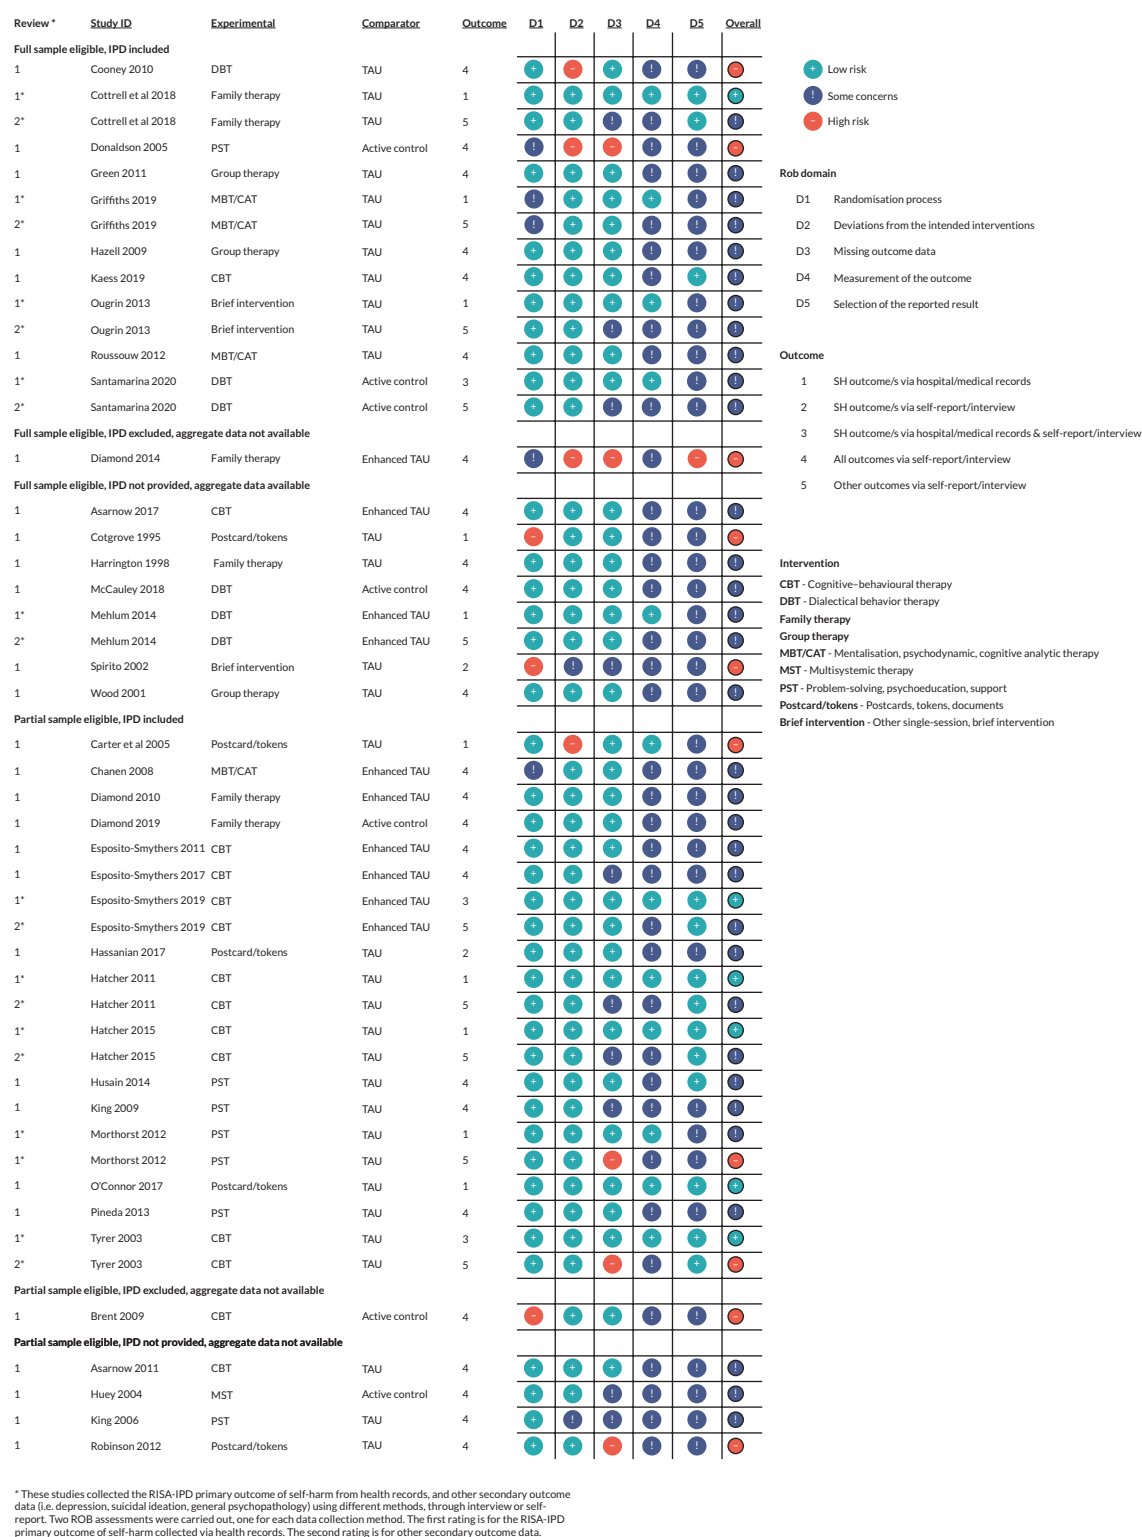 Review * Study ID Experimental Comparator Outcome D1 D2 D3 D4 D5 Overall
Full sample eligible, IPD included
1 Cooney 2010 DBT TAU 4 + – + ! ! –
1* Cottrell et al 2018 Family therapy TAU 1 + + + + + +
2* Cottrell et al 2018 Family therapy TAU 5 + + ! ! + !
1 Donaldson 2005 PST Active control 4 ! – – ! ! –
1 Green 2011 Group therapy TAU 4 + + + ! ! !
1* Griffiths 2019 MBT/CAT TAU 1 ! + + + ! !
2* Griffiths 2019 MBT/CAT TAU 5 ! + + ! ! !
1 Hazell 2009 Group therapy TAU 4 + + + ! ! !
1 Kaess 2019 CBT TAU 4 + + + ! + !
1* Ougrin 2013 Brief intervention TAU 1 + + + + ! !
2* Ougrin 2013 Brief intervention TAU 5 + + ! ! ! !
1 Roussouw 2012 MBT/CAT TAU 4 + + + ! ! !
1* Santamarina 2020 DBT Active control 3 + + + + ! !
2* Santamarina 2020 DBT Active control 5 + + ! ! ! !
Full sample eligible, IPD excluded, aggregate data not available
1 Diamond 2014 Family therapy Enhanced TAU 4 ! – – ! – –
Full sample eligible, IPD not provided, aggregate data available
1 Asarnow 2017 CBT Enhanced TAU 4 + + + ! ! !
1 Cotgrove 1995 Postcard/tokens TAU 1 – + + ! ! –
1 Harrington 1998 Family therapy TAU 4 + + + ! ! !
1 McCauley 2018 DBT Active control 4 + + + ! ! !
1* Mehlum 2014 DBT Enhanced TAU 1 + + + + ! !
2* Mehlum 2014 DBT Enhanced TAU 5 + + + ! ! !
1 Spirito 2002 Brief intervention TAU 2 – ! ! ! ! –
1 Wood 2001 Group therapy TAU 4 + + + ! ! !
Partial sample eligible, IPD included
1 Carter et al 2005 Postcard/tokens TAU 1 + – + + ! –
1 Chanen 2008 MBT/CAT Enhanced TAU 4 ! + + ! ! !
1 Diamond 2010 Family therapy Enhanced TAU 4 + + + ! ! !
1 Diamond 2019 Family therapy Active control 4 + + + ! ! !
1 Esposito-Smythers 2011 CBT Enhanced TAU 4 + + + ! ! !
1 Esposito-Smythers 2017 CBT Enhanced TAU 4 + + ! ! ! !
1* Esposito-Smythers 2019 CBT Enhanced TAU 3 + + + + + +
2* Esposito-Smythers 2019 CBT Enhanced TAU 5 + + + ! + !
1 Hassanian 2017 Postcard/tokens TAU 2 + + + ! ! !
1* Hatcher 2011 CBT TAU 1 + + + + + +
2* Hatcher 2011 CBT TAU 5 + + ! ! + !
1* Hatcher 2015 CBT TAU 1 + + + + + +
2* Hatcher 2015 CBT TAU 5 + + ! ! + !
1 Husain 2014 PST TAU 4 + + + ! + !
1 King 2009 PST TAU 4 + + ! ! ! !
1* Morthorst 2012 PST TAU 1 + + + + ! !
1* Morthorst 2012 PST TAU 5 + + – ! ! –
1 O'Connor 2017 Postcard/tokens TAU 1 + + + + + +
1 Pineda 2013 PST TAU 4 + + + ! ! !
1* Tyrer 2003 CBT TAU 3 + + + + + +
2* Tyrer 2003 CBT TAU 5 + + – ! + –
Partial sample eligible, IPD excluded, aggregate data not available
1 Brent 2009 CBT Active control 4 – + + ! ! –
Partial sample eligible, IPD not provided, aggregate data not available
1 Asarnow 2011 CBT TAU 4 + + + ! ! !
1 Huey 2004 MST Active control 4 + + ! ! ! !
1 King 2006 PST TAU 4 + ! ! ! ! !
1 Robinson 2012 Postcard/tokens TAU 4 + + – ! ! –
+ Low risk
! Some concerns
– High risk
Rob domain
D1 Randomisation process
D2 Deviations from the intended interventions
D3 Missing outcome data
D4 Measurement of the outcome
D5 Selection of the reported result
Outcome
1 SH outcome/s via hospital/medical records
2 SH outcome/s via self-report/interview
3 SH outcome/s via hospital/medical records & self-report/interview
4 All outcomes via self-report/interview
5 Other outcomes via self-report/interview
Intervention
CBT - Cognitive–behavioural therapy
DBT - Dialectical behavior therapy
Family therapy
Group therapy
MBT/CAT - Mentalisation, psychodynamic, cognitive analytic therapy
MST - Multisystemic therapy
PST - Problem-solving, psychoeducation, support
Postcard/tokens - Postcards, tokens, documents
Brief intervention - Other single-session, brief intervention
* These studies collected the RISA-IPD primary outcome of self-harm from health records, and other secondary outcome
data (i.e. depression, suicidal ideation, general psychopathology) using different methods, through interview or self-
report. Two ROB assessments were carried out, one for each data collection method. The first rating is for the RISA-IPD
primary outcome of self-harm collected via health records. The second rating is for other secondary outcome data.